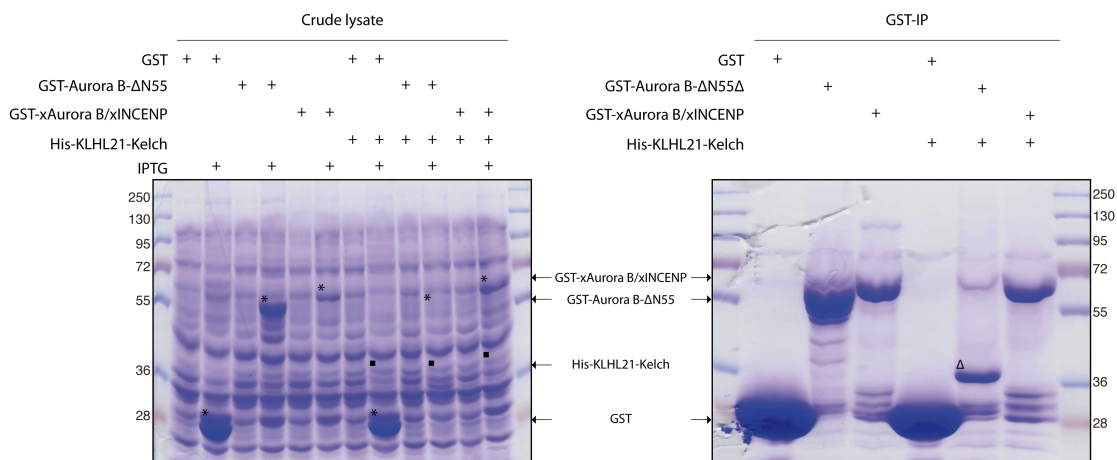 Crude lysate
GST + + + +
GST-Aurora B-ΔN55 + + + +
GST-xAurora B/xINCENP + + + +
His-KLHL21-Kelch + + + + + +
IPTG + + + + + +
250
130
95
72
55
36
28
* * * * * *
GST-xAurora B/xINCENP
GST-Aurora B-ΔN55
His-KLHL21-Kelch
GST
GST-IP
GST + +
GST-Aurora B-ΔN55Δ + +
GST-xAurora B/xINCENP + +
His-KLHL21-Kelch + + +
250
130
95
72
55
36
28
Δ